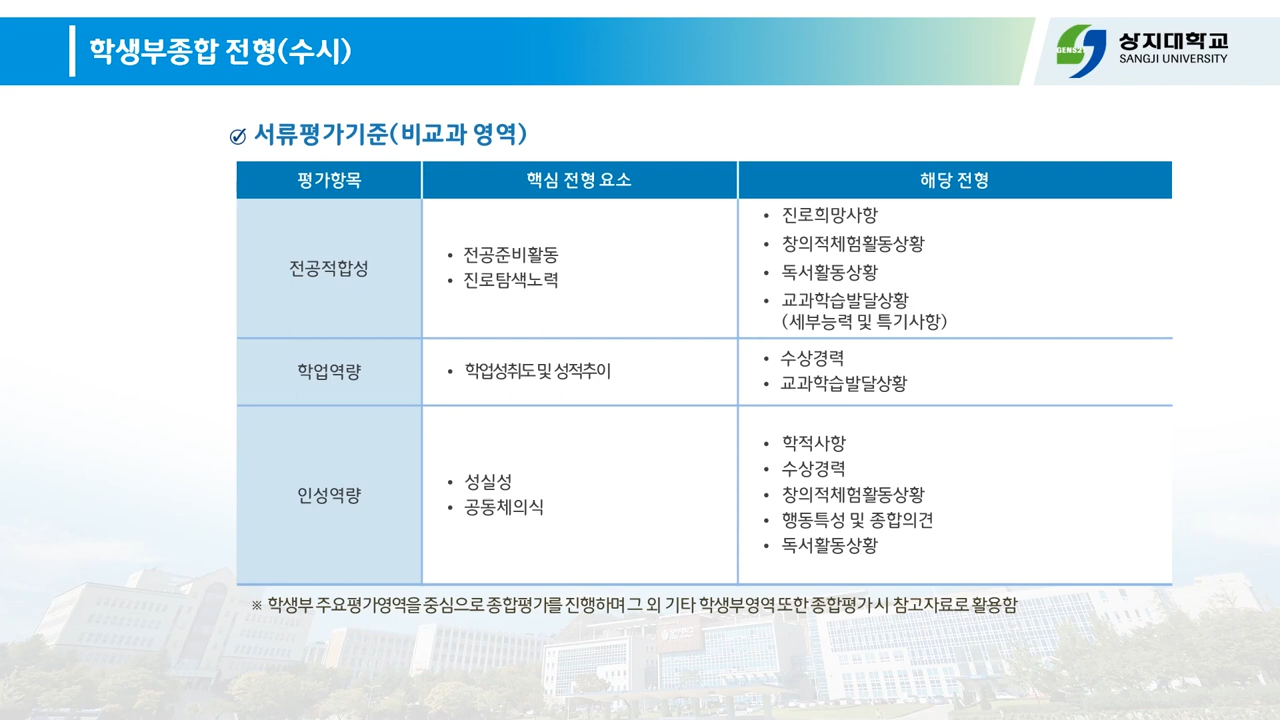 학생부종합 전형(수시)
GENS21
상지대학교
SANGJI UNIVERSITY
서류평가기준(비교과 영역)
평가항목
핵심 전형 요소
해당 전형
전공적합성
• 전공준비활동
• 진로탐색노력
• 진로희망사항
• 창의적체험활동상황
• 독서활동상황
• 교과학습발달상황
(세부능력 및 특기사항)
학업역량
• 학업성취도 및 성적추이
• 수상경력
• 교과학습발달상황
인성역량
• 성실성
• 공동체의식
• 학적사항
• 수상경력
• 창의적체험활동상황
• 행동특성 및 종합의견
• 독서활동상황
※ 학생부 주요평가영역을 중심으로 종합평가를 진행하며 그 외 기타 학생부영역 또한 종합평가 시 참고자료로 활용함